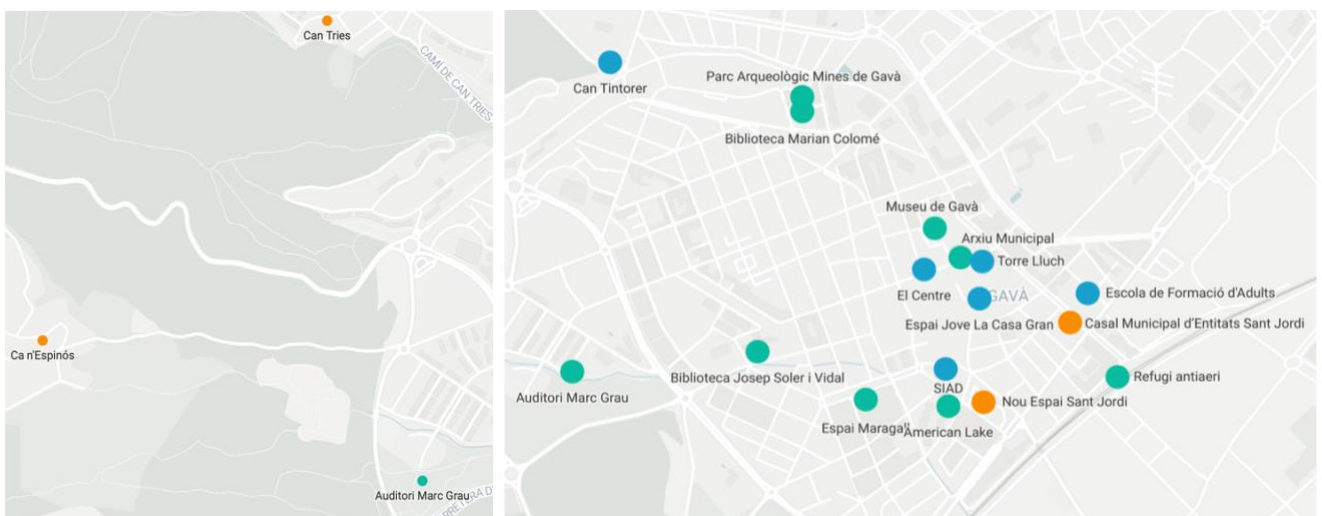 Can Tries
CAMÍ DE CAN TRIES
Ca n'Espinós
Auditori Marc Grau
Can Tintorer
Parc Arqueològic Mines de Gavà
Biblioteca Marian Colomé
Museu de Gavà
Arxiu Municipal
Torre Lluch
El Centre
GAVÀ
Escola de Formació d'Adults
Espai Jove La Casa Gran
Casal Municipal d'Entitats Sant Jordi
Biblioteca Josep Soler i Vidal
Auditori Marc Grau
SIAD
Refugi antiaeri
Nou Espai Sant Jordi
Espai Maragall
American Lake